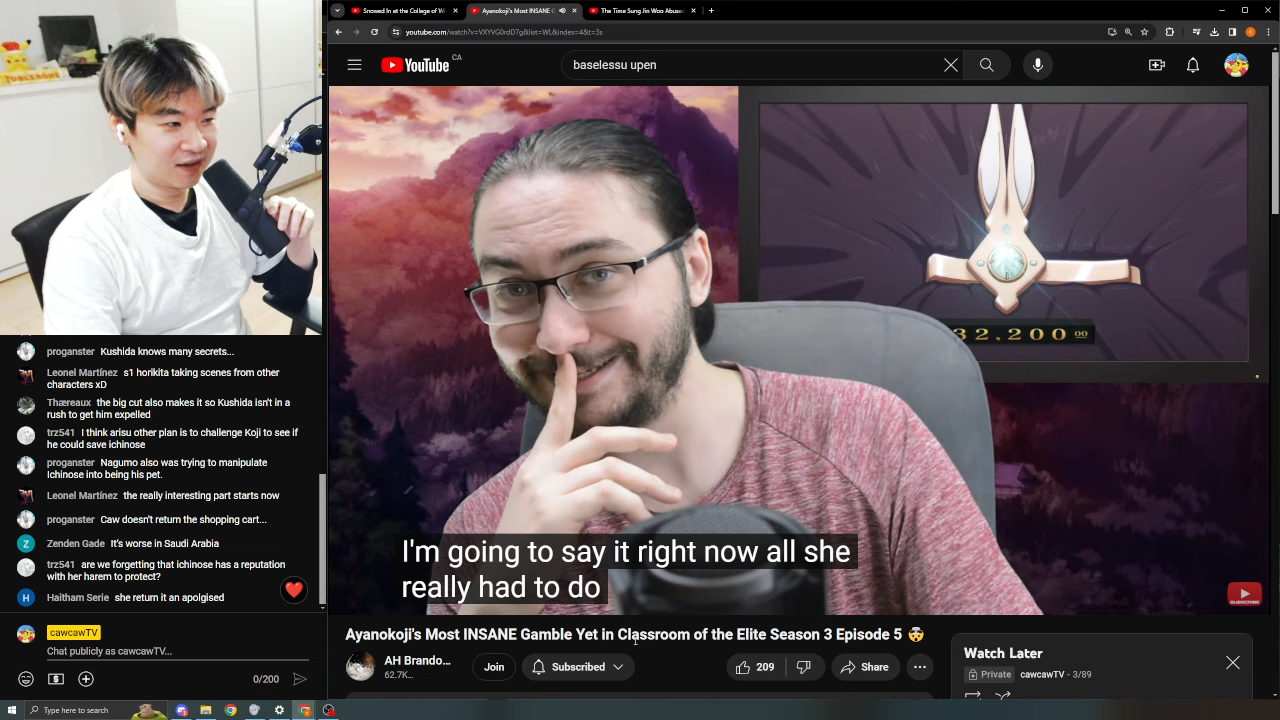 TOBLERONE
Snowed In at the College of W
Ayanokoji's Most INSANE G
The Time Sung Jin Woo Abuse
youtube.com/watch?v=VXYVG0rdD7g&list=WL&index=4&t=3s
YouTube CA
baselessu upen
32,200 00
I'm going to say it right now all she
really had to do
SUBSCRIBE
proganster Kushida knows many secrets...
Leonel Martínez s1 horikita taking scenes from other
characters xD
Thæreaux the big cut also makes it so Kushida isn't in a
rush to get him expelled
trz541 I think arisu other plan is to challenge Koji to see if
he could save ichinose
proganster Nagumo also was trying to manipulate
Ichinose into being his pet.
Leonel Martínez the really interesting part starts now
proganster Caw doesn't return the shopping cart...
Z Zenden Gade It's worse in Saudi Arabia
trz541 are we forgetting that ichinose has a reputation
with her harem to protect?
H Haitham Serie she return it an apolgised
cawcawTV
Chat publicly as cawcawTV...
0/200
Ayanokoji's Most INSANE Gamble Yet in Classroom of the Elite Season 3 Episode 5 🤯
AH Brando...
62.7K...
Join
Subscribed
209
Share
Watch Later
Private cawcawTV - 3/89
Type here to search